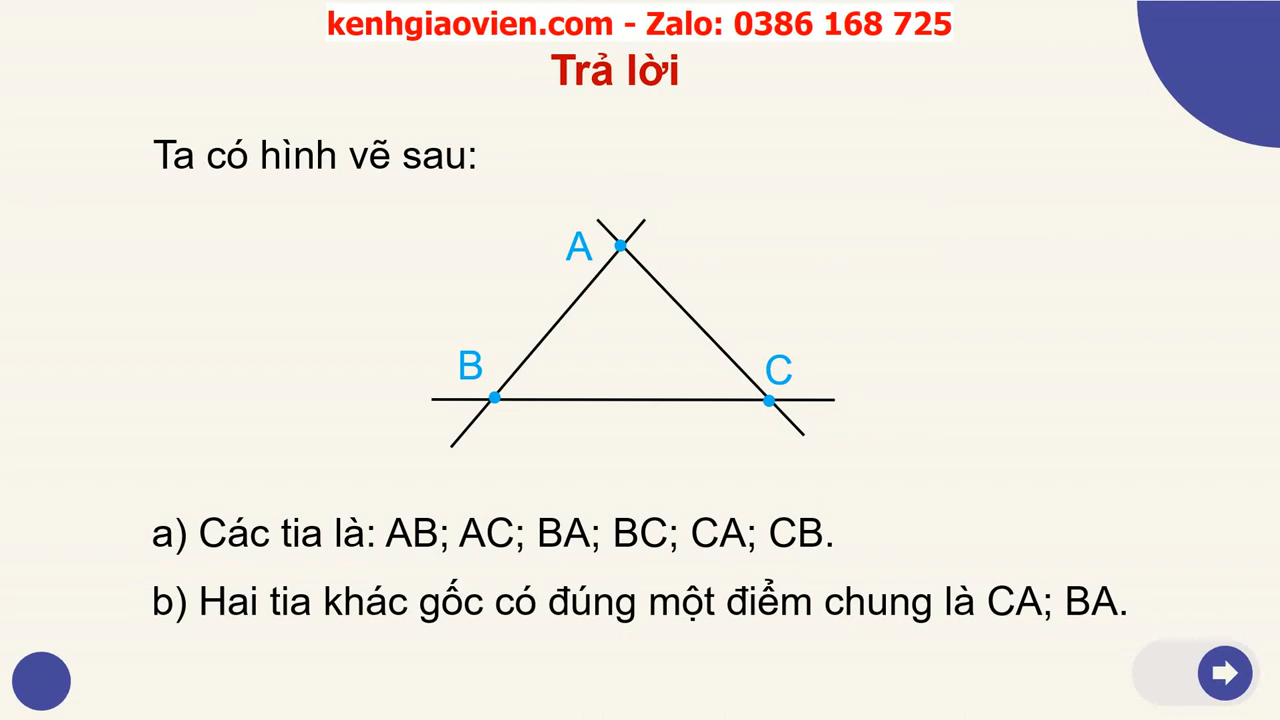 kenhgiaovien.com - Zalo: 0386 168 725
Trả lời
Ta có hình vẽ sau:
A
B
C
a) Các tia là: AB; AC; BA; BC; CA; CB.
b) Hai tia khác gốc có đúng một điểm chung là CA; BA.